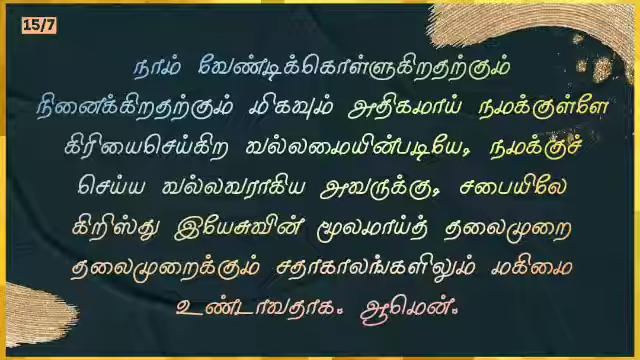 15/7
நாம் வேண்டிக்கொள்ளுகிறதற்கும்
நினைக்கிறதற்கும் மிகவும் அதிகமாய் நமக்குள்ளே
கிரியைசெய்கிற வல்லமையின்படியே, நமக்குச்
செய்ய வல்லவராகிய அவருக்கு, சபையிலே
கிறிஸ்து இயேசுவின் மூலமாய்த் தலைமுறை
தலைமுறைக்கும் சதாகாலங்களிலும் மகிமை
உண்டாவதாக. ஆமென்.